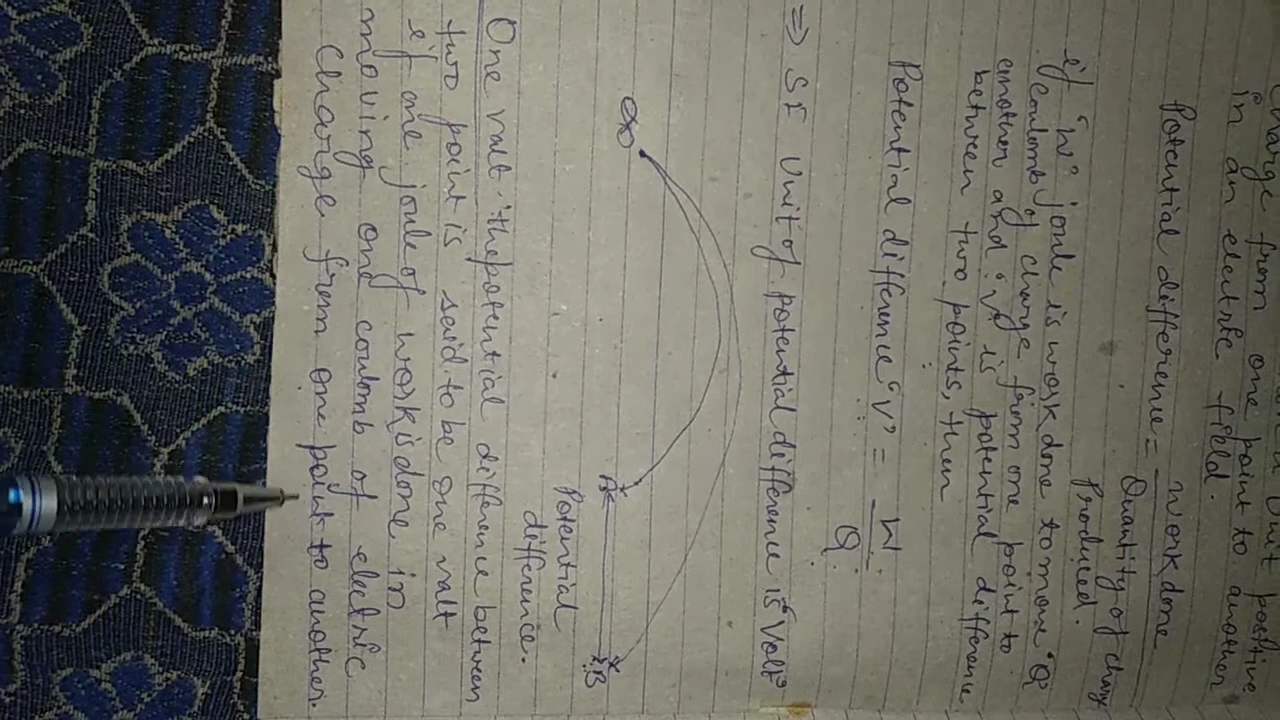 charge from one point to another
in an electric field.
Potential difference = workdone
Quantity of charge
Produced.
if "W" joule is work done to move "Q"
coulomb of charge from one point to
another and "V" is potential difference
between two points, then
Potential difference "V" = W
Q
⇒ SI Unit of potential difference is "Volt"
∞
A
B
Potential
difference.
One valt: the potential difference between
two point is said to be one valt
if one joule of work is done in
moving one coulomb of electric
Charge from one point to another.